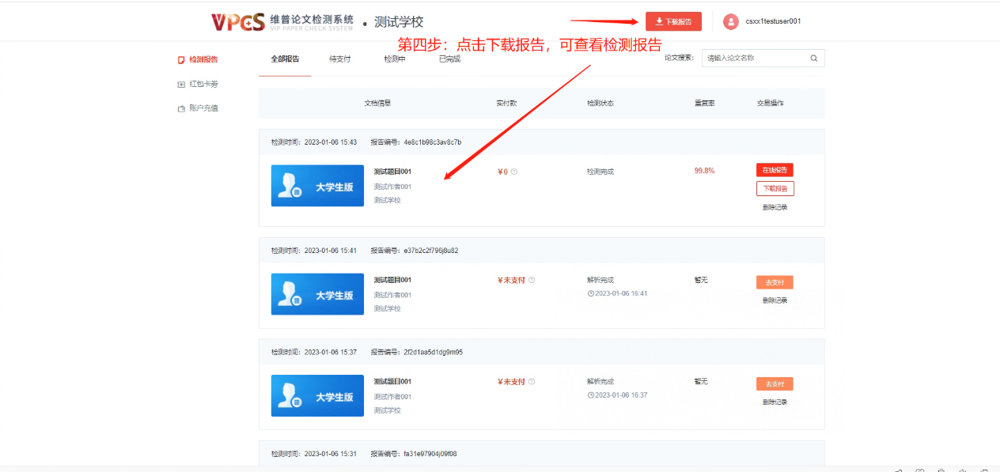 VPCS 维普论文检测系统 • 测试学校
VIP PAPER CHECK SYSTEM
下载报告
csxx1testuser001
第四步：点击下载报告，可查看检测报告
检测报告
红包卡劵
账户充值
全部报告 待支付 检测中 已完成
论文搜索： 请输入论文名称
文档信息 实付款 检测状态 重复率 交易操作
检测时间：2023-01-06 15:43 报告编号：4e8c1b98c3av8c7b
大学生版
测试题目001
测试作者001
测试学校
¥0
检测完成
99.8%
在线报告
下载报告
删除记录
检测时间：2023-01-06 15:41 报告编号：e37b2c2f796j8u82
大学生版
测试题目001
测试作者001
测试学校
¥未支付
解析完成
2023-01-06 16:41
暂无
去支付
删除记录
检测时间：2023-01-06 15:37 报告编号：2f2d1aa5d1dg9m95
大学生版
测试题目001
测试作者001
测试学校
¥未支付
解析完成
2023-01-06 16:37
暂无
去支付
删除记录
检测时间：2023-01-06 15:31 报告编号：fa31e97904j09f08